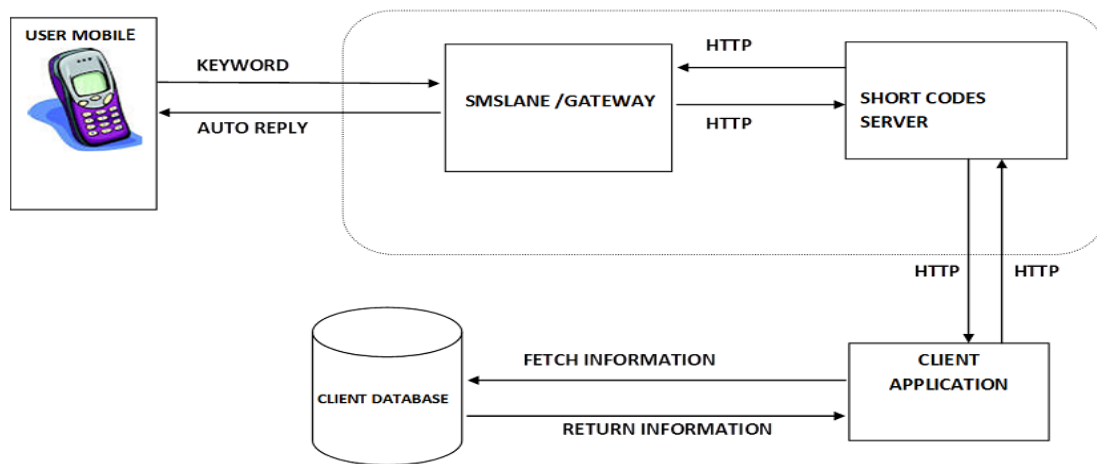 USER MOBILE
KEYWORD
AUTO REPLY
SMSLANE /GATEWAY
HTTP
HTTP
SHORT CODES
SERVER
HTTP
HTTP
FETCH INFORMATION
CLIENT DATABASE
RETURN INFORMATION
CLIENT
APPLICATION